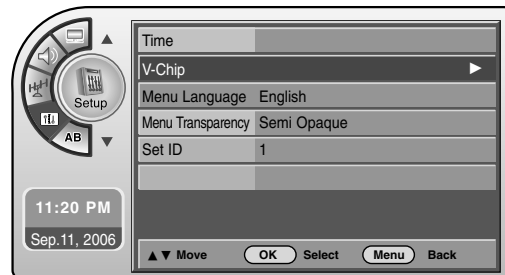 Setup
AB
11:20 PM
Sep.11, 2006
Time
V-Chip
Menu Language English
Menu Transparency Semi Opaque
Set ID 1
▲ ▼ Move OK Select Menu Back